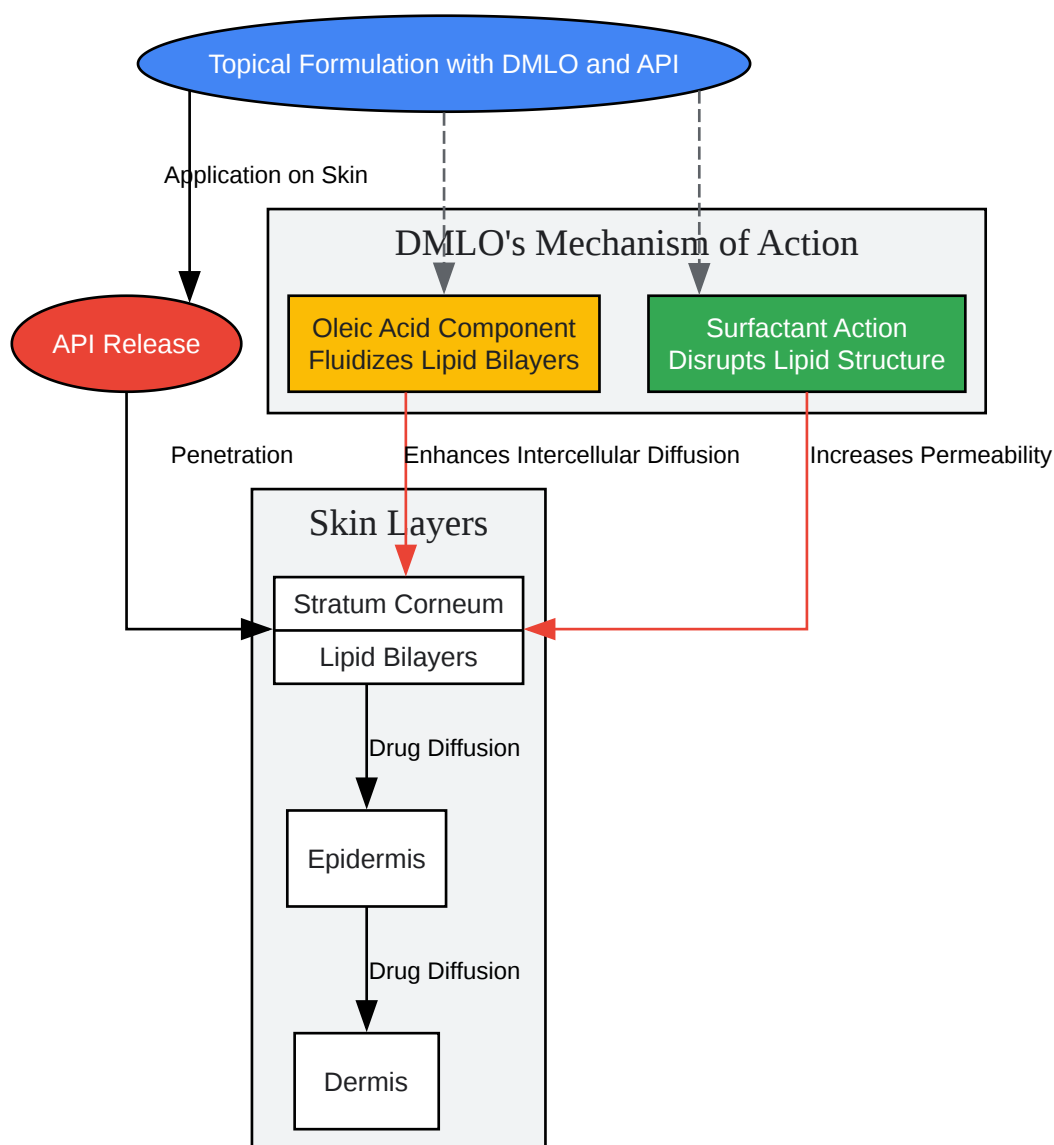 Topical Formulation with DMLO and API
Application on Skin
DMLO's Mechanism of Action
API Release
Oleic Acid Component
Fluidizes Lipid Bilayers
Surfactant Action
Disrupts Lipid Structure
Penetration
Enhances Intercellular Diffusion
Increases Permeability
Skin Layers
Stratum Corneum
Lipid Bilayers
Drug Diffusion
Epidermis
Drug Diffusion
Dermis